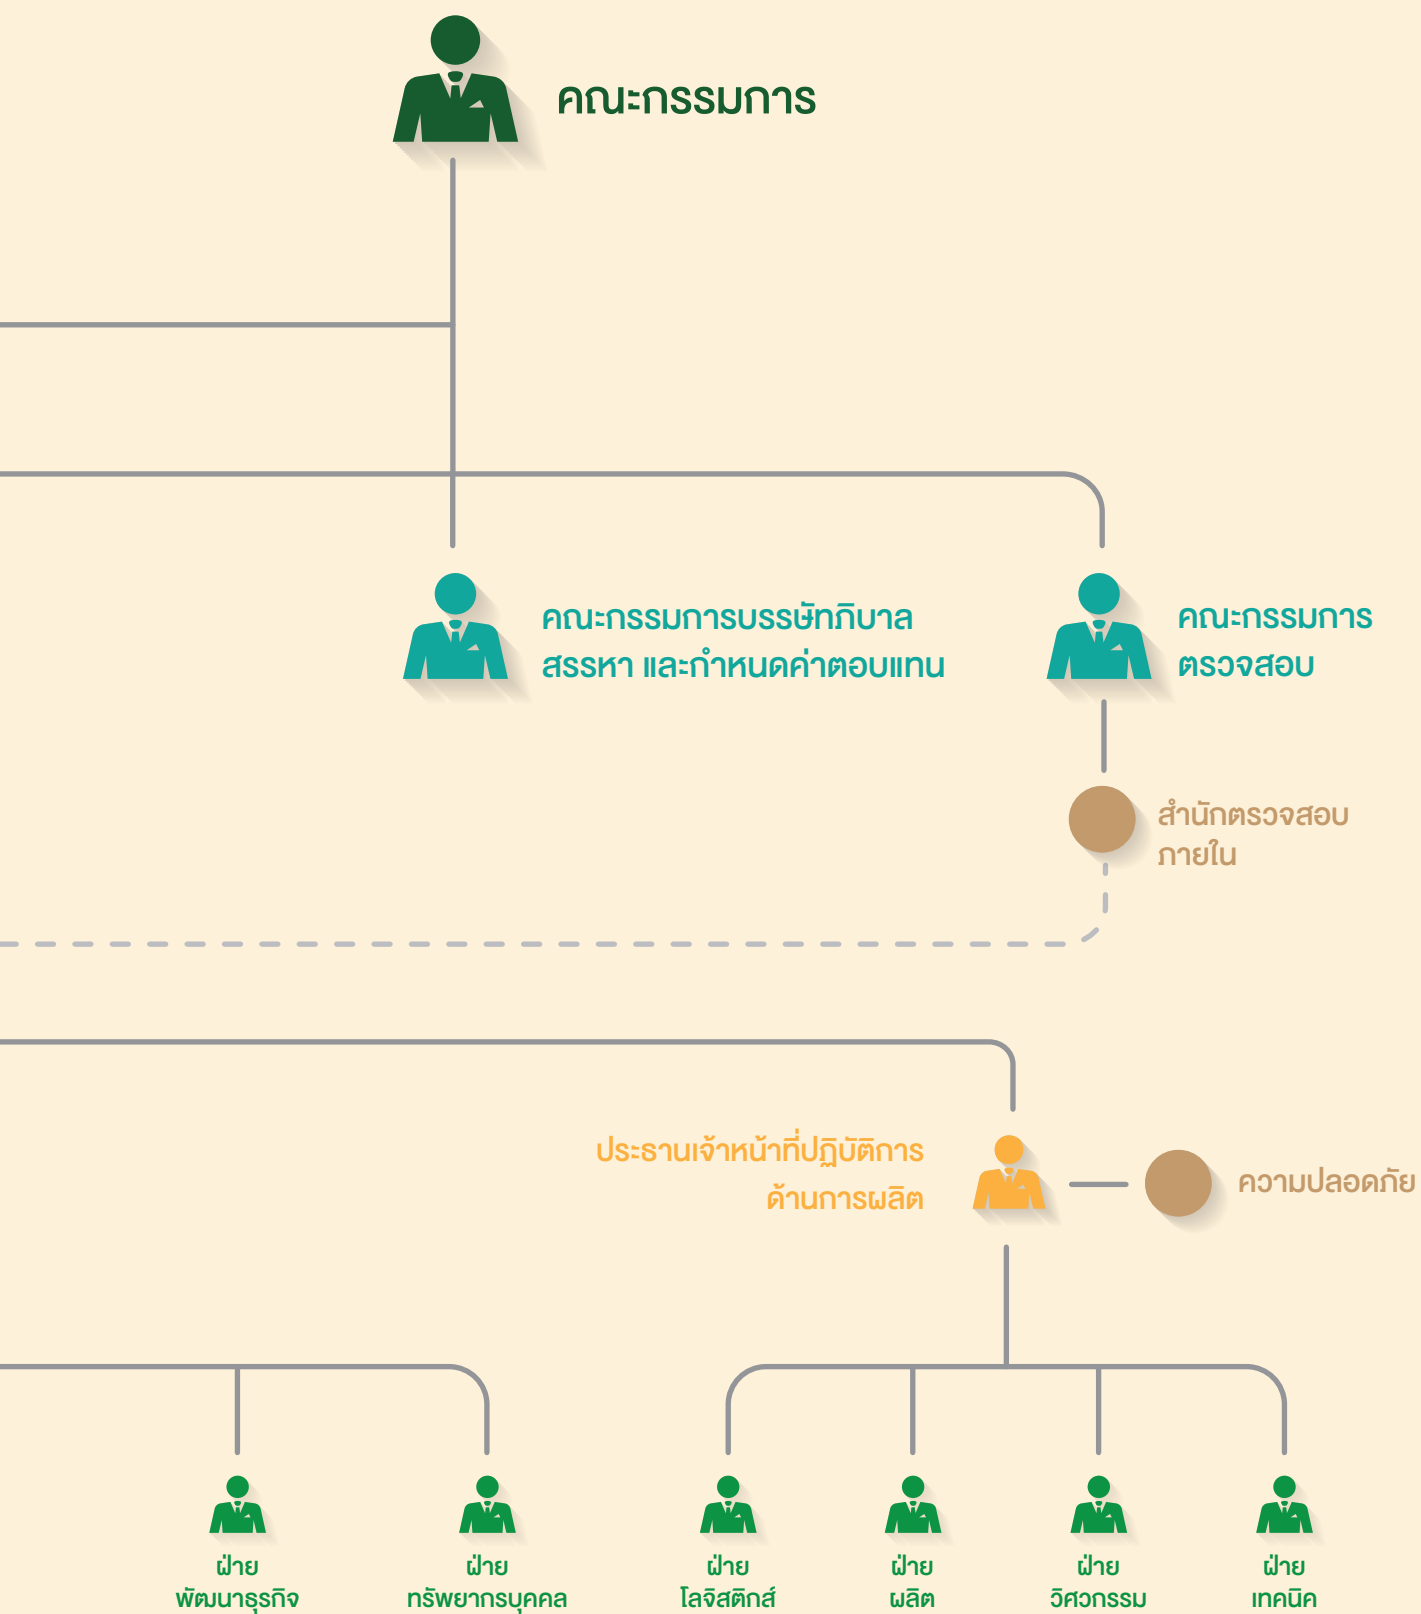 คณะกรรมการ
คณะกรรมการบรรษัทภิบาล
สรรหา และกำหนดค่าตอบแทน
คณะกรรมการ
ตรวจสอบ
สำนักตรวจสอบ
ภายใน
ประธานเจ้าหน้าที่ปฏิบัติการ
ด้านการผลิต
ความปลอดภัย
ฝ่าย
พัฒนาธุรกิจ
ฝ่าย
ทรัพยากรบุคคล
ฝ่าย
โลจิสติกส์
ฝ่าย
ผลิต
ฝ่าย
วิศวกรรม
ฝ่าย
เทคนิค